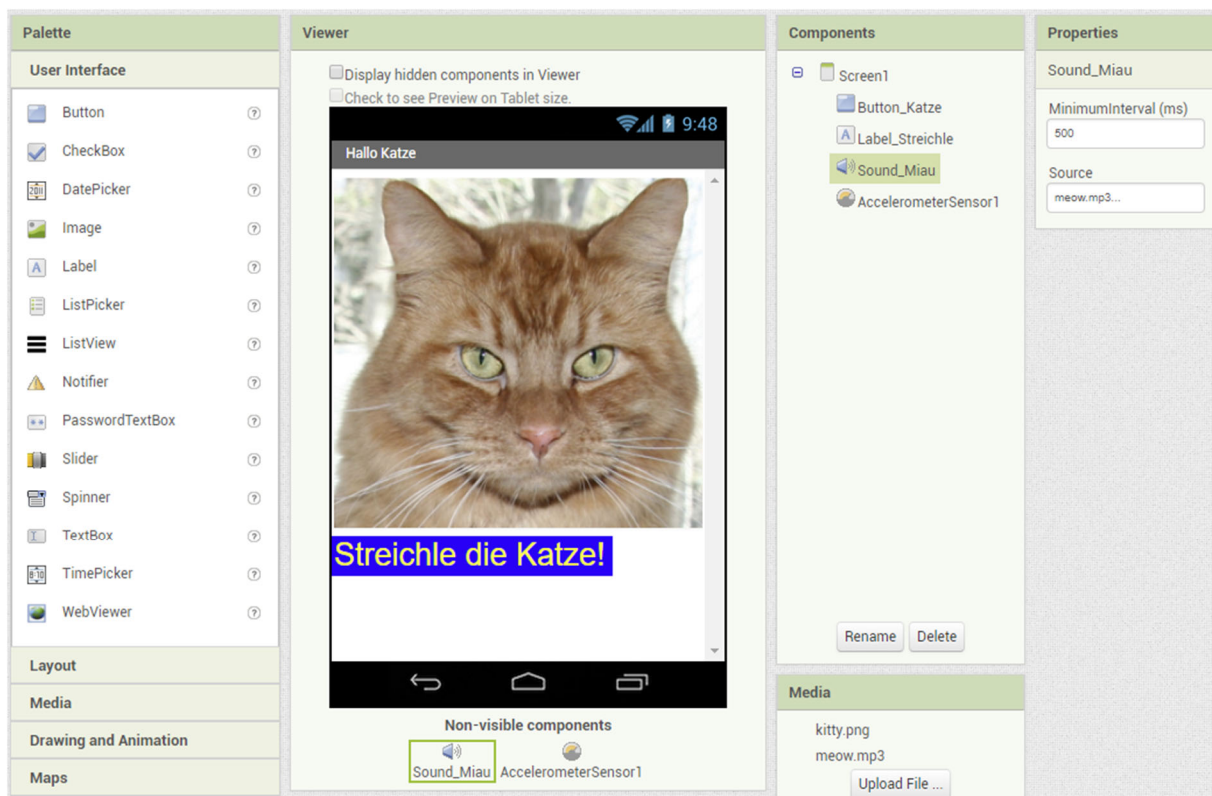 Palette
User Interface
Button
CheckBox
DatePicker
Image
Label
ListPicker
ListView
Notifier
PasswordTextBox
Slider
Spinner
TextBox
TimePicker
WebViewer
Layout
Media
Drawing and Animation
Maps
Viewer
Display hidden components in Viewer
Check to see Preview on Tablet size.
9:48
Hallo Katze
Streichle die Katze!
Non-visible components
Sound_Miau AccelerometerSensor1
Components
Screen1
Button_Katze
A Label_Streichle
Sound_Miau
AccelerometerSensor1
Rename Delete
Media
kitty.png
meow.mp3
Upload File ...
Properties
Sound_Miau
MinimumInterval (ms)
500
Source
meow.mp3...